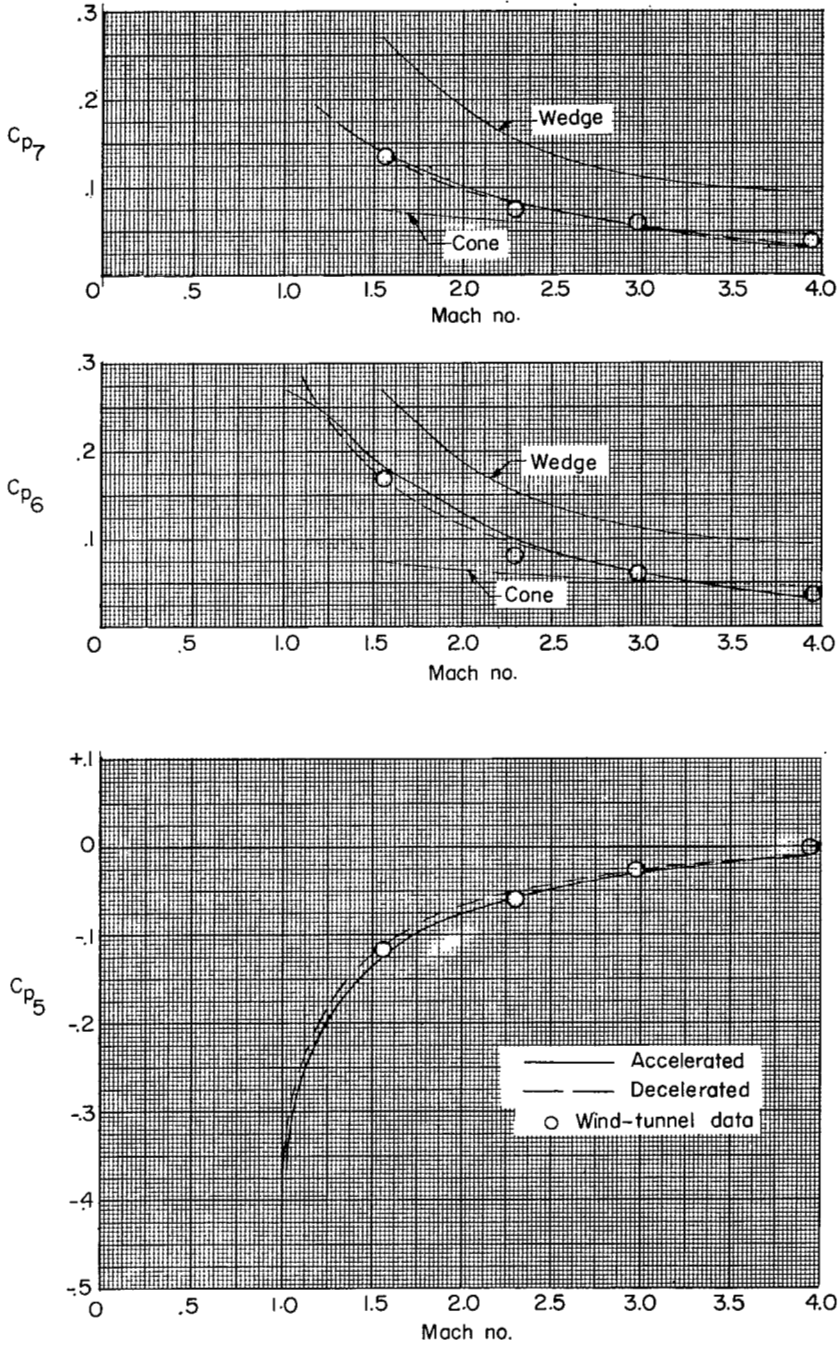 .3
.2
.1
0
Cp7
Wedge
Cone
0 .5 1.0 1.5 2.0 2.5 3.0 3.5 4.0
Mach no.
.3
.2
.1
Cp6
Wedge
Cone
0 .5 1.0 1.5 2.0 2.5 3.0 3.5 4.0
Mach no.
+.1
0
-.1
-.2
-.3
-.4
-.5
Cp5
Accelerated
Decelerated
Wind-tunnel data
0 .5 1.0 1.5 2.0 2.5 3.0 3.5 4.0
Mach no.